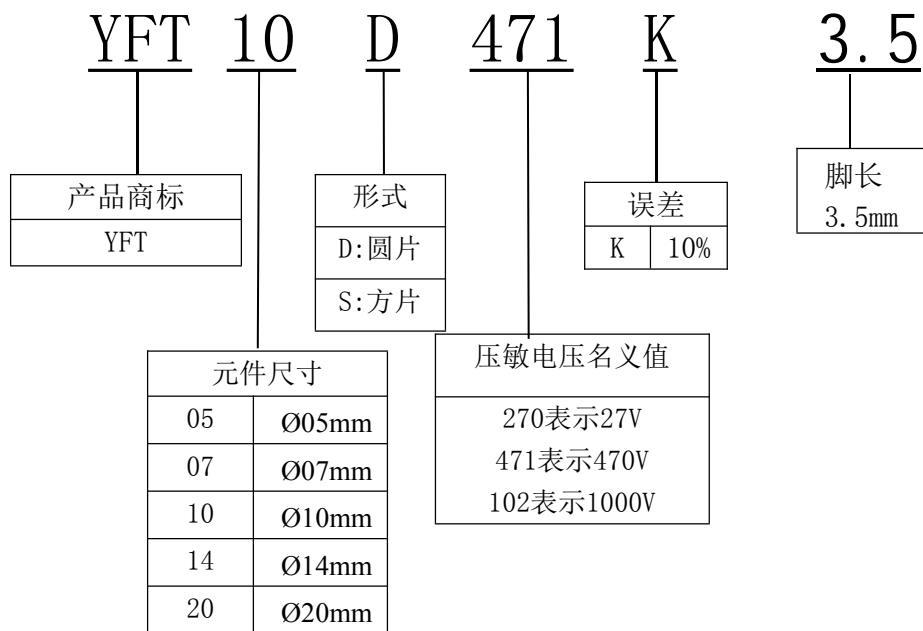 YFT 10 D 471 K 3.5
产品商标
YFT
形式
D:圆片
S:方片
误差
K 10%
脚长
3.5mm
元件尺寸
05 Ø05mm
07 Ø07mm
10 Ø10mm
14 Ø14mm
20 Ø20mm
压敏电压名义值
270表示27V
471表示470V
102表示1000V